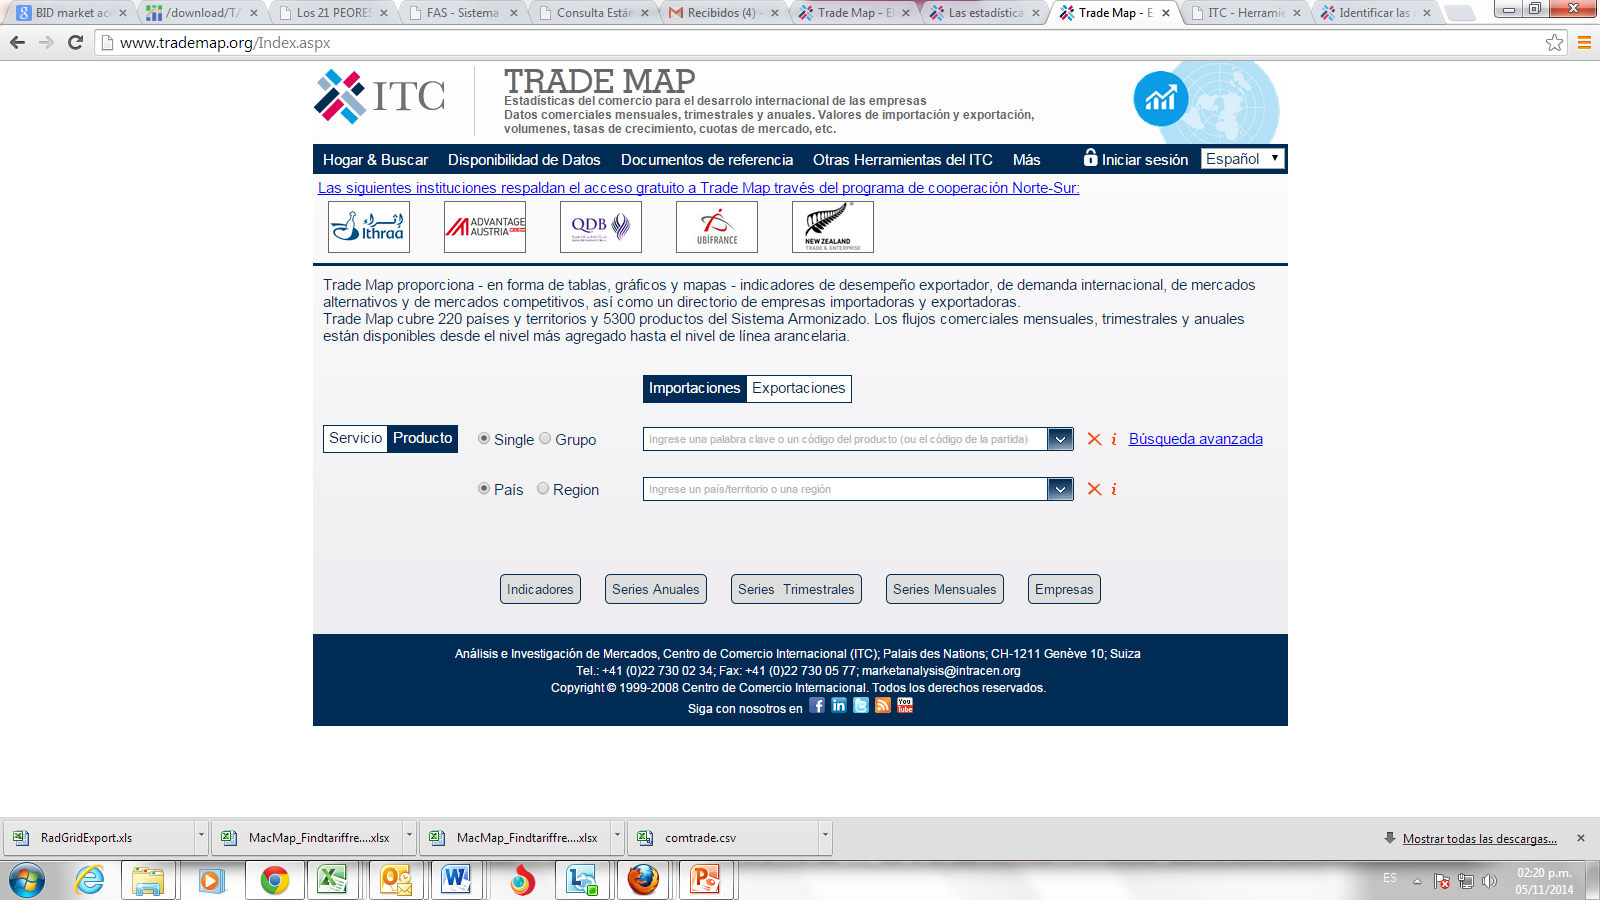 BID market acc
/download/T/
Los 21 PEORES
FAS - Sistema
Consulta Están
Recibidos (4) -
Trade Map - El
Las estadística
Trade Map - E
ITC - Herramie
Identificar las
www.trademap.org/Index.aspx
ITC
TRADE MAP
Estadísticas del comercio para el desarrolo internacional de las empresas
Datos comerciales mensuales, trimestrales y anuales. Valores de importación y exportación,
volumenes, tasas de crecimiento, cuotas de mercado, etc.
Hogar & Buscar Disponibilidad de Datos Documentos de referencia Otras Herramientas del ITC Más Iniciar sesión Español
Las siguientes instituciones respaldan el acceso gratuito a Trade Map través del programa de cooperación Norte-Sur:
إثراء
Ithraa
ADVANTAGE
AUSTRIA
QDB
UBIFRANCE
NEW ZEALAND
TRADE & ENTERPRISE
Trade Map proporciona - en forma de tablas, gráficos y mapas - indicadores de desempeño exportador, de demanda internacional, de mercados
alternativos y de mercados competitivos, así como un directorio de empresas importadoras y exportadoras.
Trade Map cubre 220 países y territorios y 5300 productos del Sistema Armonizado. Los flujos comerciales mensuales, trimestrales y anuales
están disponibles desde el nivel más agregado hasta el nivel de línea arancelaria.
Importaciones Exportaciones
Servicio Producto Single Grupo Ingrese una palabra clave o un código del producto (ou el código de la partida) Búsqueda avanzada
País Region Ingrese un país/territorio o una región
Indicadores Series Anuales Series Trimestrales Series Mensuales Empresas
Análisis e Investigación de Mercados, Centro de Comercio Internacional (ITC); Palais des Nations; CH-1211 Genève 10; Suiza
Tel.: +41 (0)22 730 02 34; Fax: +41 (0)22 730 05 77; marketanalysis@intracen.org
Copyright © 1999-2008 Centro de Comercio Internacional. Todos los derechos reservados.
Siga con nosotros en
RadGridExport.xls MacMap_Findtariffre....xlsx MacMap_Findtariffre....xlsx comtrade.csv Mostrar todas las descargas...
ES
02:20 p.m.
05/11/2014